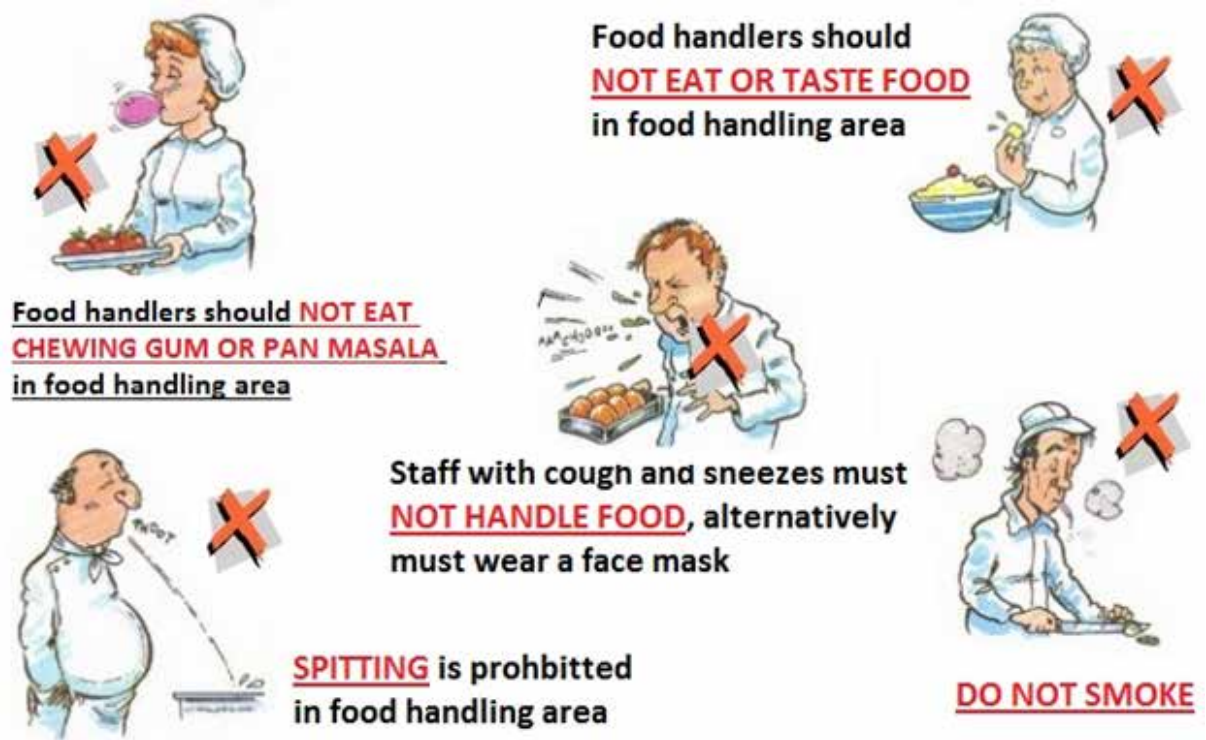 Food handlers should
NOT EAT OR TASTE FOOD
in food handling area
Food handlers should NOT EAT
CHEWING GUM OR PAN MASALA
in food handling area
Staff with cough and sneezes must
NOT HANDLE FOOD, alternatively
must wear a face mask
SPITTING is prohbitted
in food handling area
DO NOT SMOKE